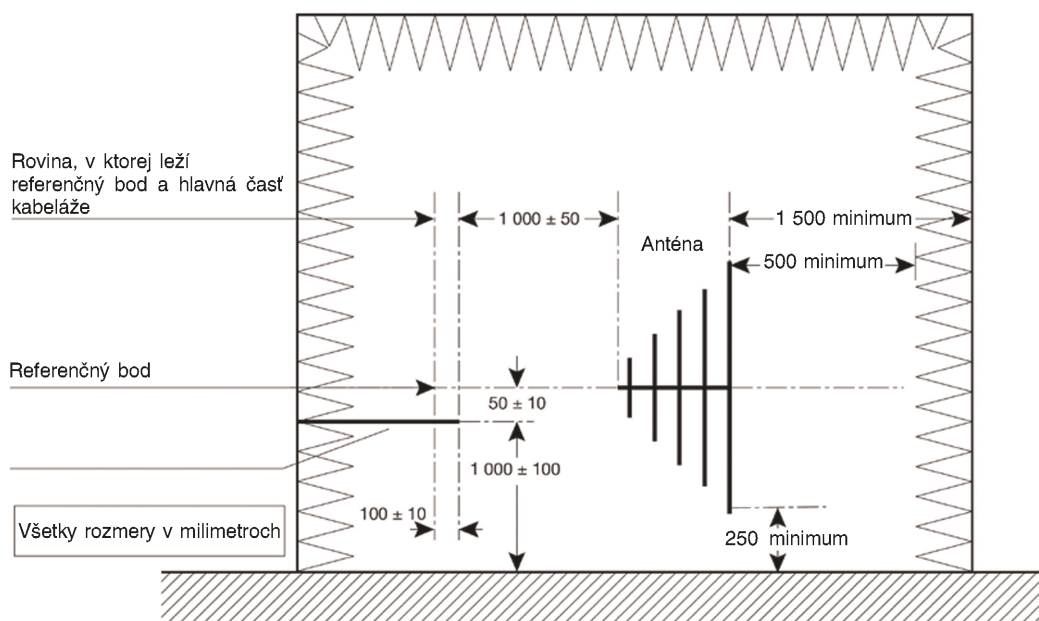 Rovina, v ktorej leží
referenčný bod a hlavná časť
kabeláže
1 000 ± 50
1 500 minimum
Anténa
500 minimum
Referenčný bod
50 ± 10
1 000 ± 100
100 ± 10
Všetky rozmery v milimetroch
250 minimum